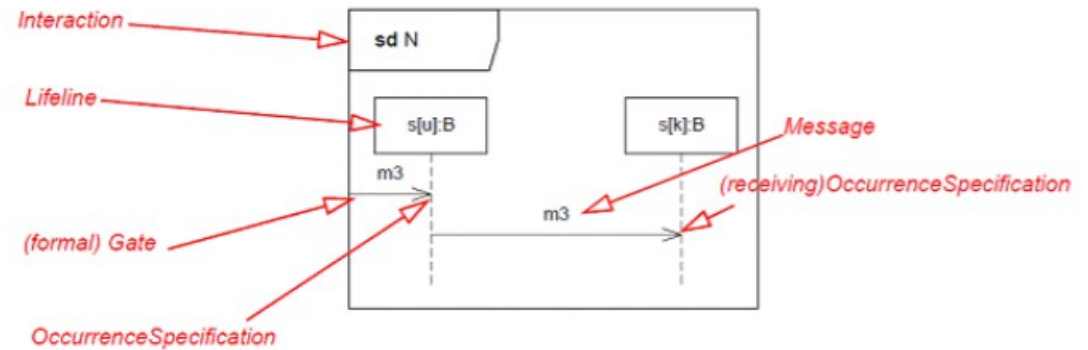 Interaction
sd N
Lifeline
s[u]:B
s[k]:B
Message
m3
(receiving)OccurrenceSpecification
m3
(formal) Gate
OccurrenceSpecification